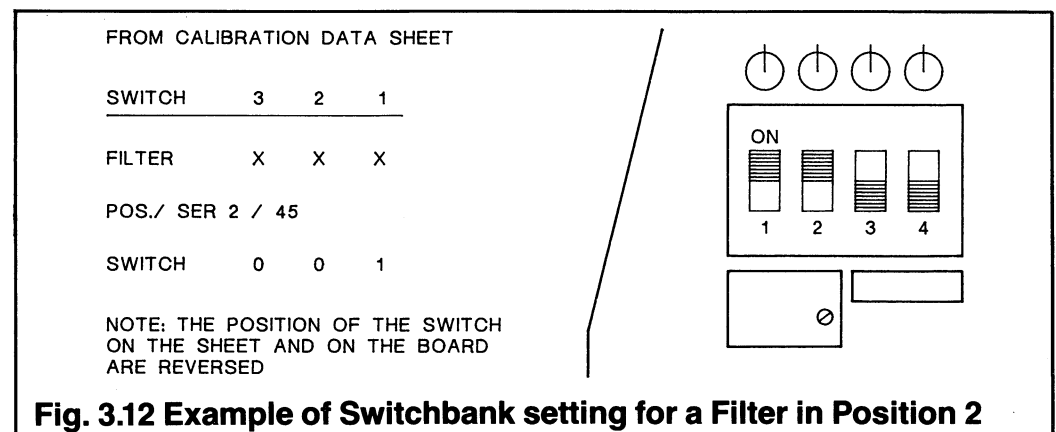 FROM CALIBRATION DATA SHEET
SWITCH 3 2 1
FILTER X X X
POS./ SER 2 / 45
SWITCH 0 0 1
NOTE: THE POSITION OF THE SWITCH
ON THE SHEET AND ON THE BOARD
ARE REVERSED
ON
1 2 3 4
Fig. 3.12 Example of Switchbank setting for a Filter in Position 2